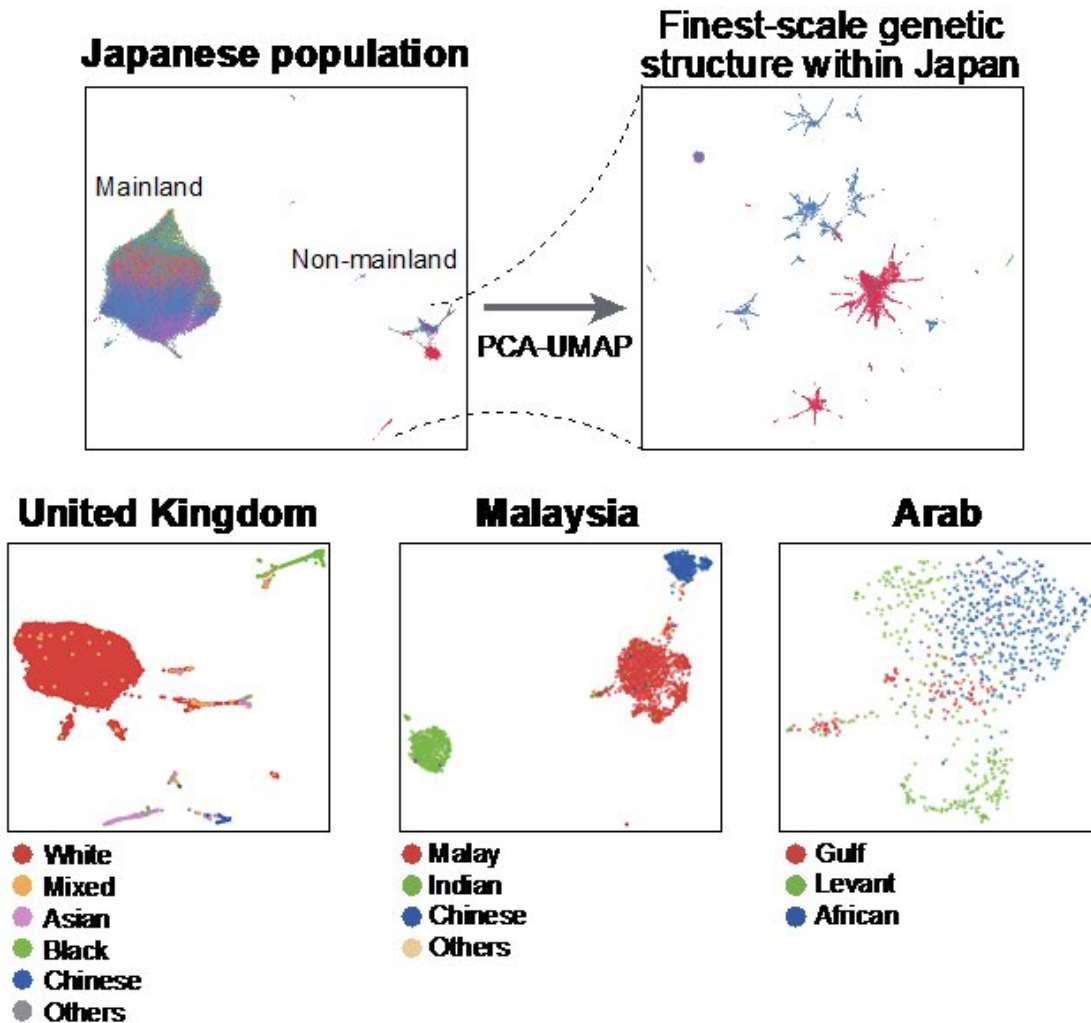 Japanese population
Finest-scale genetic
structure within Japan
Mainland
Non-mainland
PCA-UMAP
United Kingdom
White
Mixed
Asian
Black
Chinese
Others
Malaysia
Malay
Indian
Chinese
Others
Arab
Gulf
Levant
African